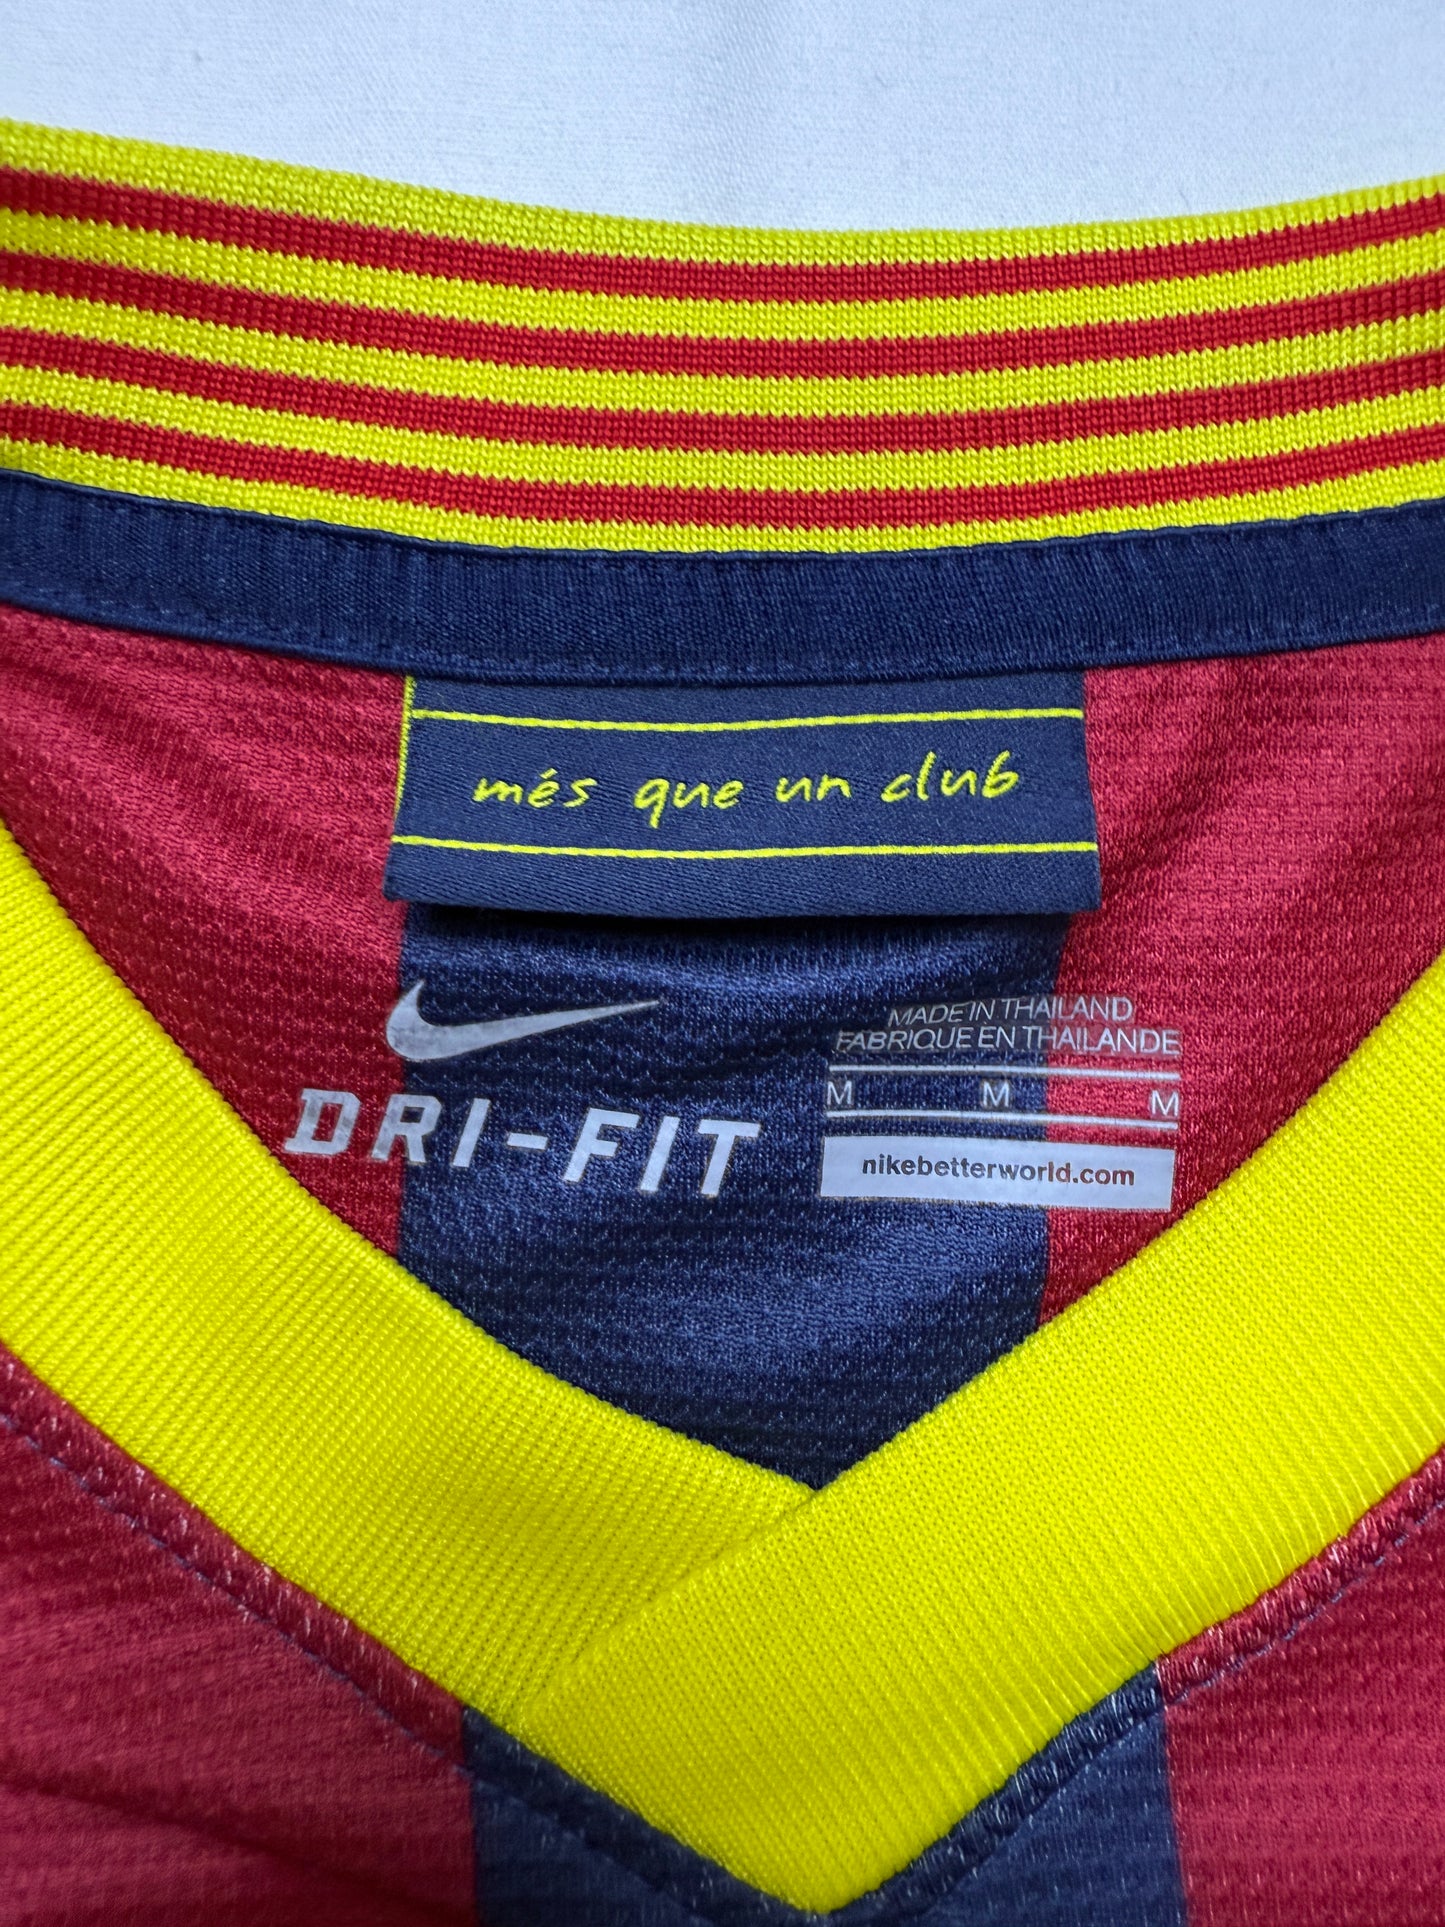 més que un club
MADE IN THAILAND
FABRIQUE EN THAILANDE
M M M
DRI-FIT
nikebetterworld.com